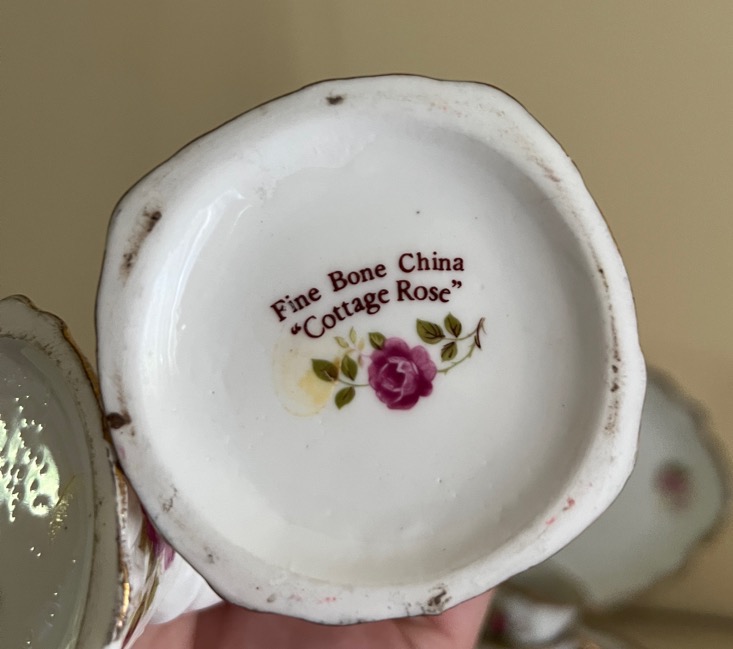 Fine Bone China
“Cottage Rose”